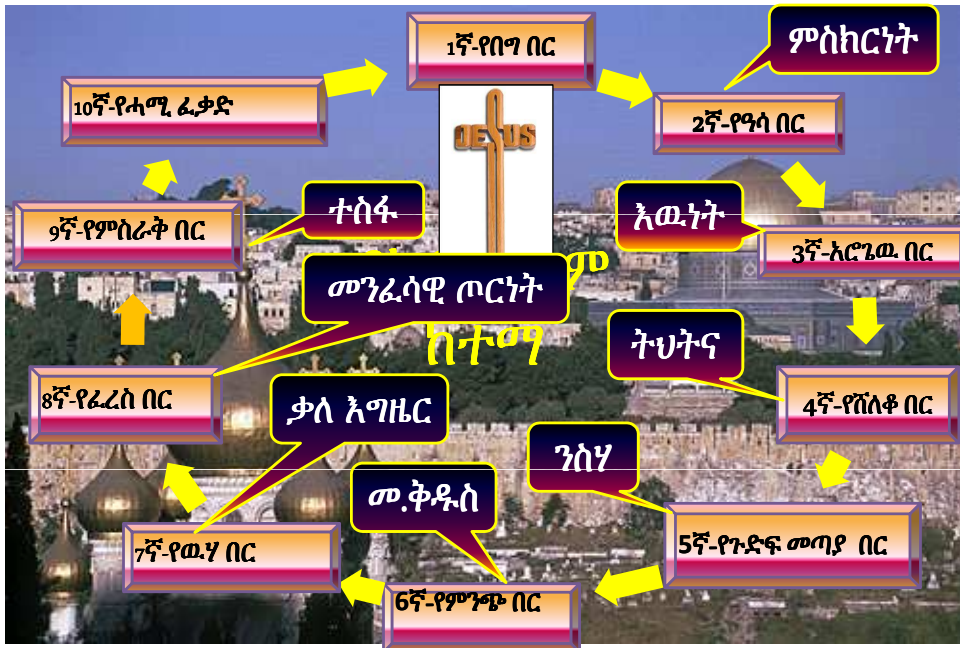 1ኛ-የበግ በር
ምስክርነት
10ኛ-የሓሚ ፈቃድ
2ኛ-የዓሳ በር
JESUS
ተስፋ
እዉነት
9ኛ-የምስራቅ በር
3ኛ-አሮጌዉ በር
ም
መንፈሳዊ ጦርነት
ከተማ
ትህትና
8ኛ-የፈረስ በር
ቃለ እግዜር
4ኛ-የሸለቆ በር
ንስሃ
መ.ቅዱስ
7ኛ-የዉሃ በር
5ኛ-የጉድፍ መጣያ በር
6ኛ-የምንጭ በር